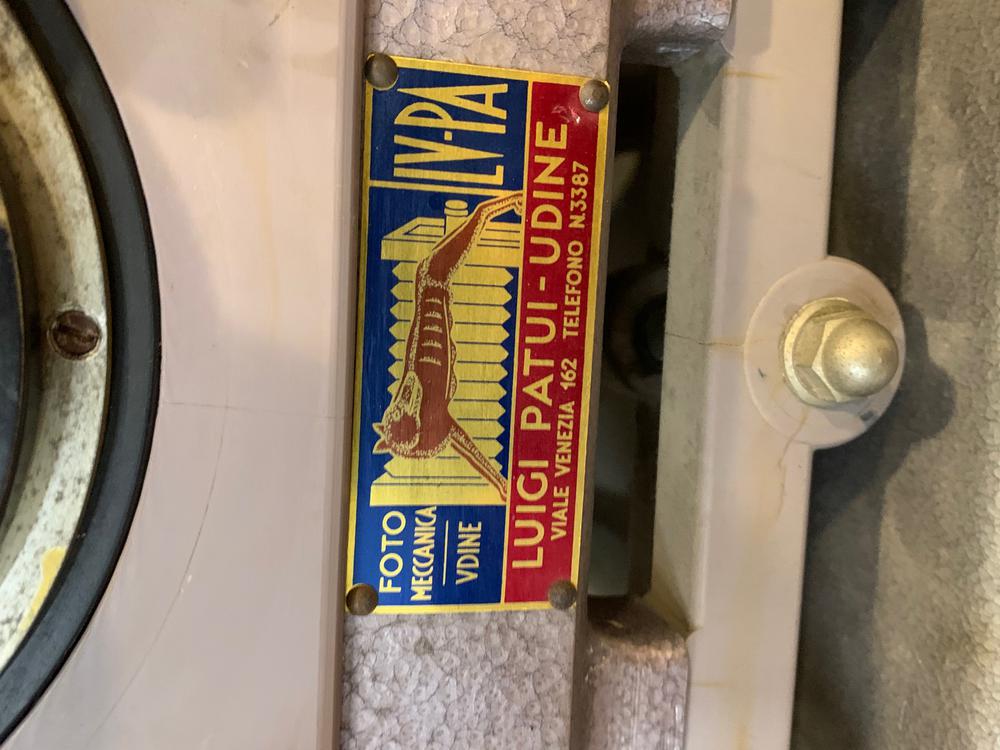 FOTO
MECCANICA
VDINE
LV-PA
LUIGI PATUI-UDINE
VIALE VENEZIA 162 TELEFONO N.3387